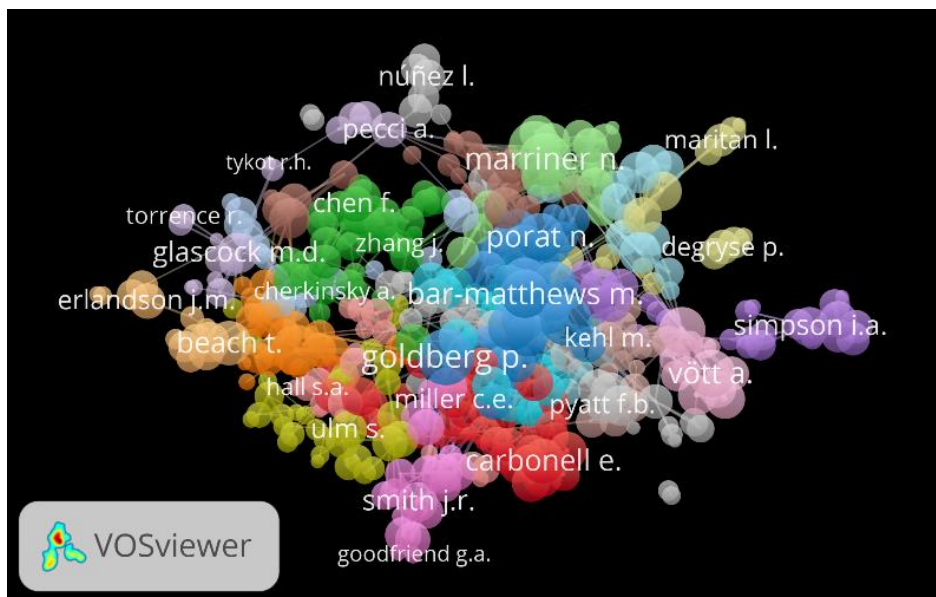 núñez l.
pecci a.
maritan l.
marriner n.
tykot r.h.
chen f.
torrence r.
zhang j.
porat n.
degryse p.
glascock m.d.
erlandson j.m.
cherkinsky a.
bar-matthews m.
simpson i.a.
beach t.
kehl m.
goldberg p.
vött a.
hall s.a.
miller c.e.
pyatt f.b.
ulm s.
carbonell e.
smith j.r.
goodfriend g.a.
VOSviewer